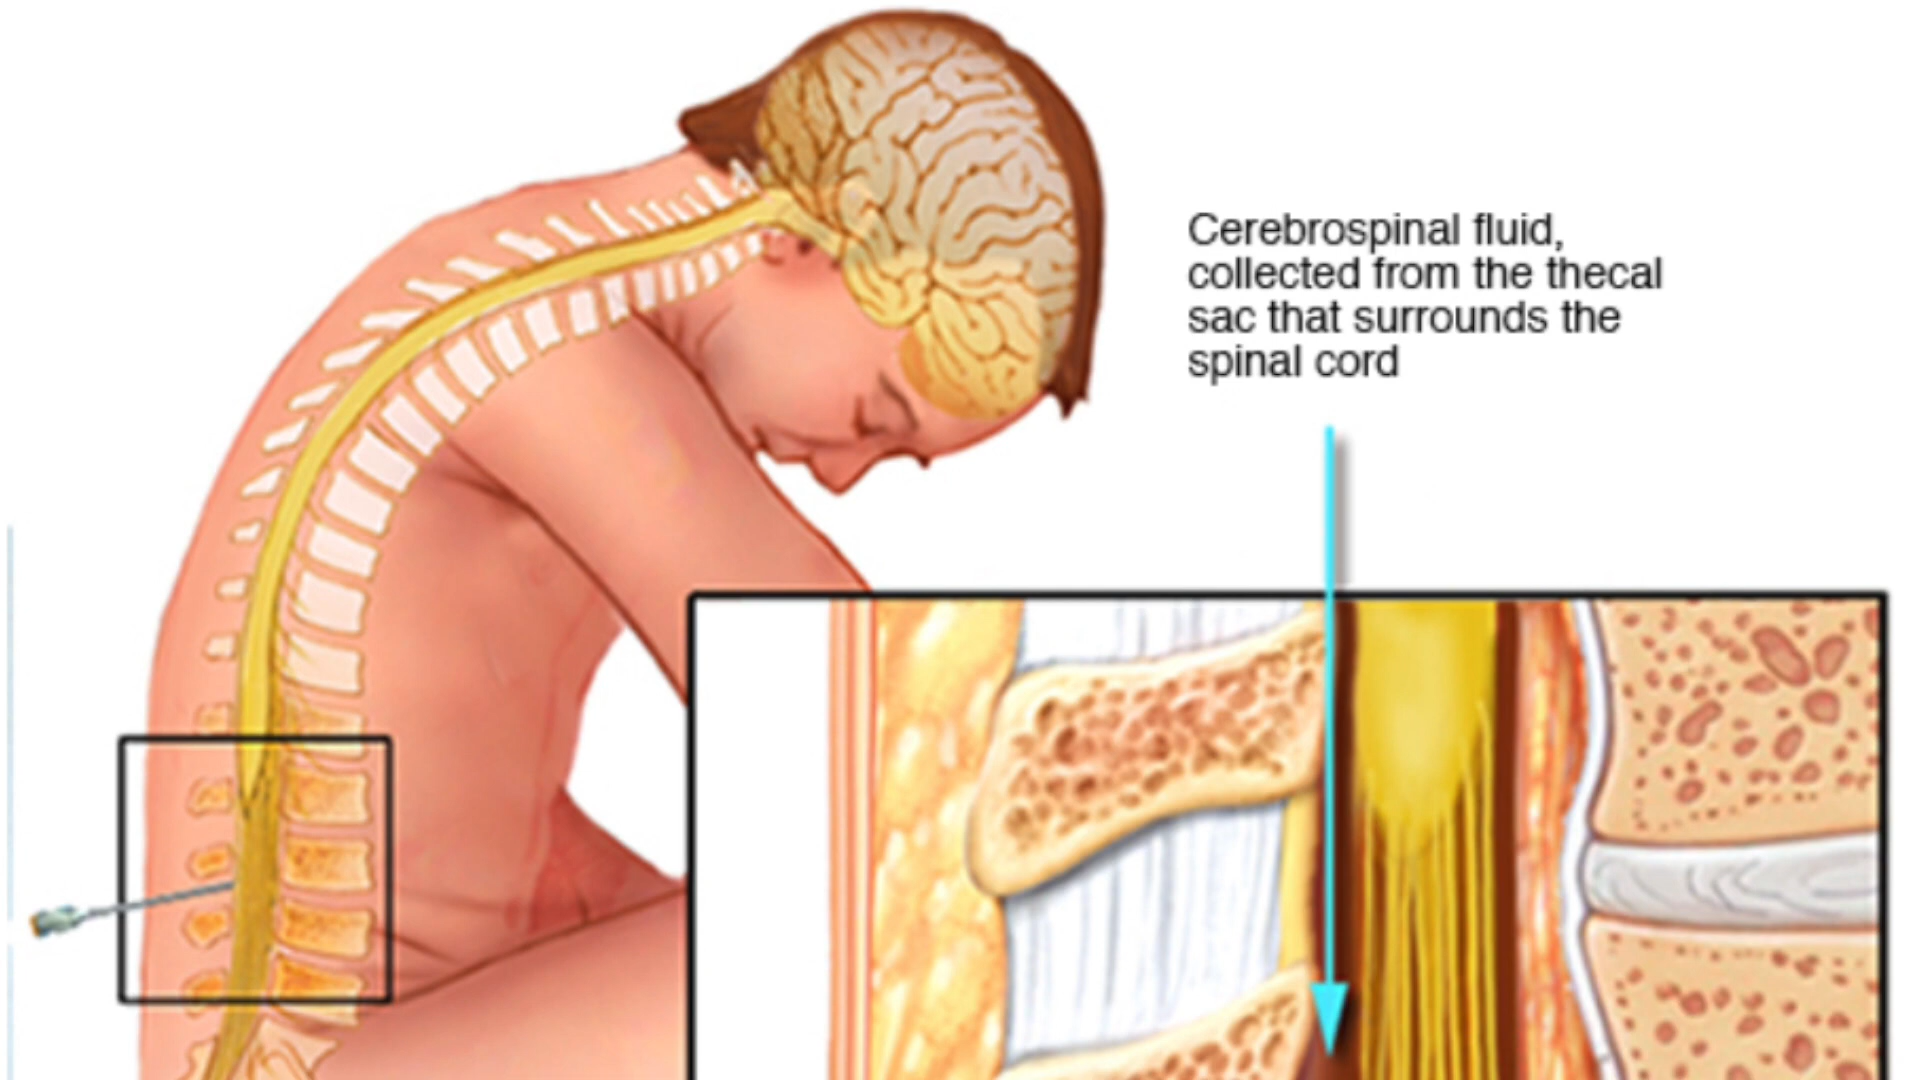 Cerebrospinal fluid,
collected from the thecal
sac that surrounds the
spinal cord